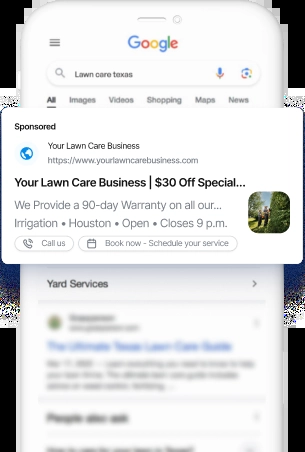 Google
Lawn care texas
All Images Videos Shopping Maps News
Sponsored
Your Lawn Care Business
https://www.yourlawncarebusiness.com
Your Lawn Care Business | $30 Off Special...
We Provide a 90-day Warranty on all our...
Irrigation • Houston • Open • Closes 9 p.m.
Call us Book now - Schedule your service
Yard Services
The Ultimate Texas Lawn Care Guide
People also ask